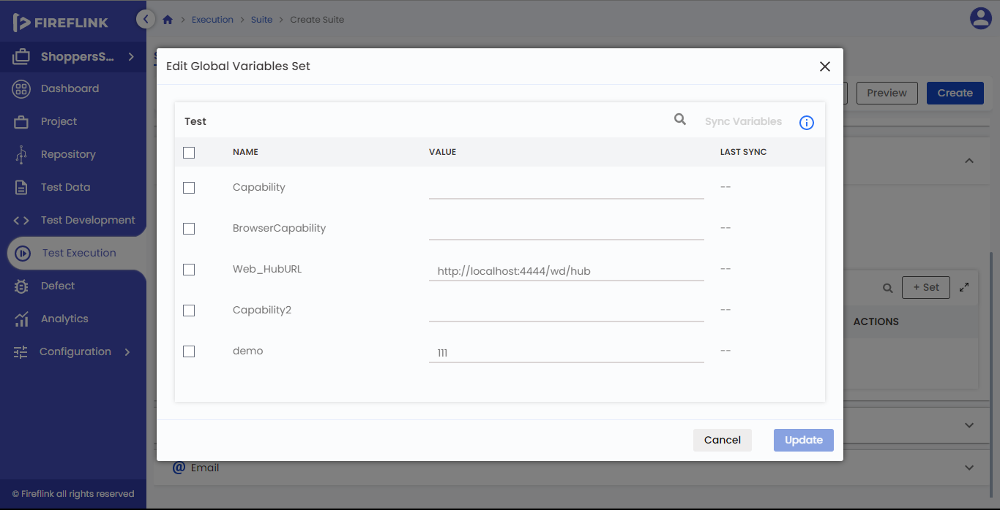 FIREFLINK
Execution
Suite
Create Suite
ShoppersS...
Dashboard
Project
Repository
Test Data
Test Development
Test Execution
Defect
Analytics
Configuration
© Fireflink all rights reserved
Preview
Create
Edit Global Variables Set
Test
Sync Variables
NAME VALUE LAST SYNC
Capability --
BrowserCapability --
Web_HubURL http://localhost:4444/wd/hub --
Capability2 --
demo 111 --
Cancel
Update
+ Set
ACTIONS
@ Email